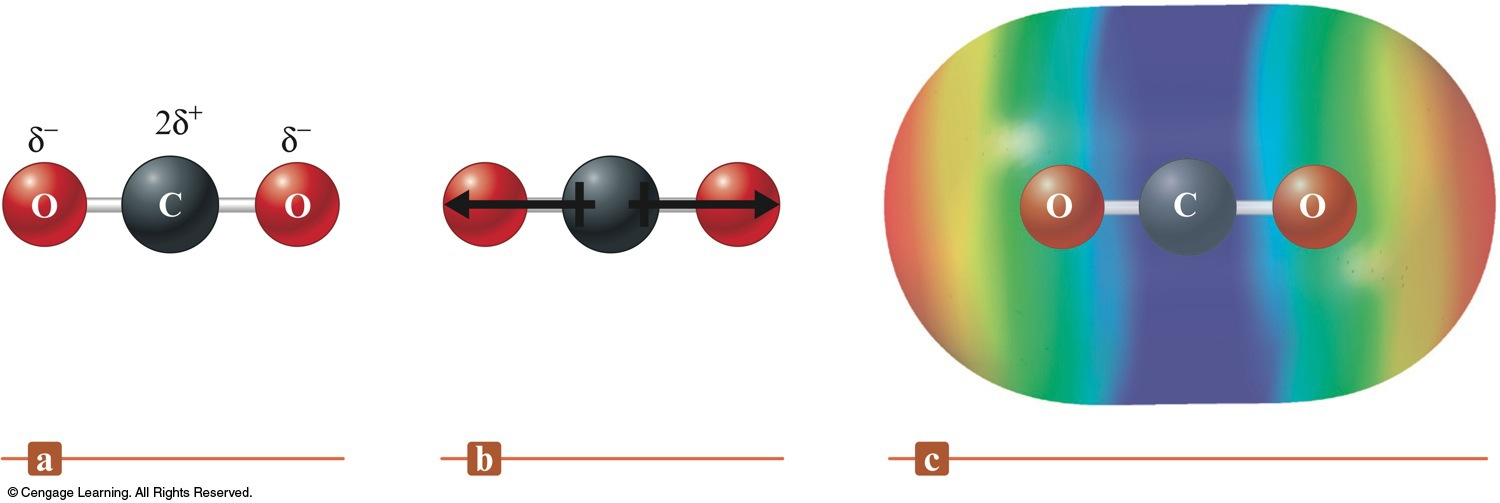 δ⁻ 2δ⁺ δ⁻
O C O
O C O
a b c
© Cengage Learning. All Rights Reserved.